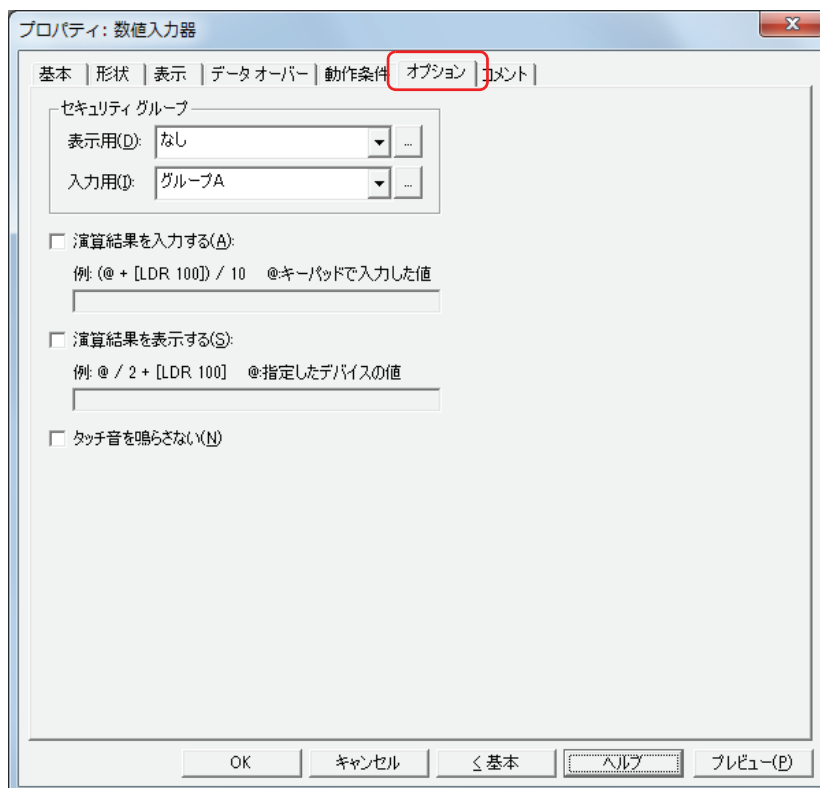 プロパティ: 数値入力器
基本 形状 表示 データ オーバー 動作条件 オプション コメント
セキュリティ グループ
表示用(D): なし ...
入力用(I): グループA ...
演算結果を入力する(A):
例: (@ + [LDR 100]) / 10 @:キーパッドで入力した値
演算結果を表示する(S):
例: @ / 2 + [LDR 100] @:指定したデバイスの値
タッチ音を鳴らさない(N)
OK キャンセル < 基本 ヘルプ プレビュー(P)